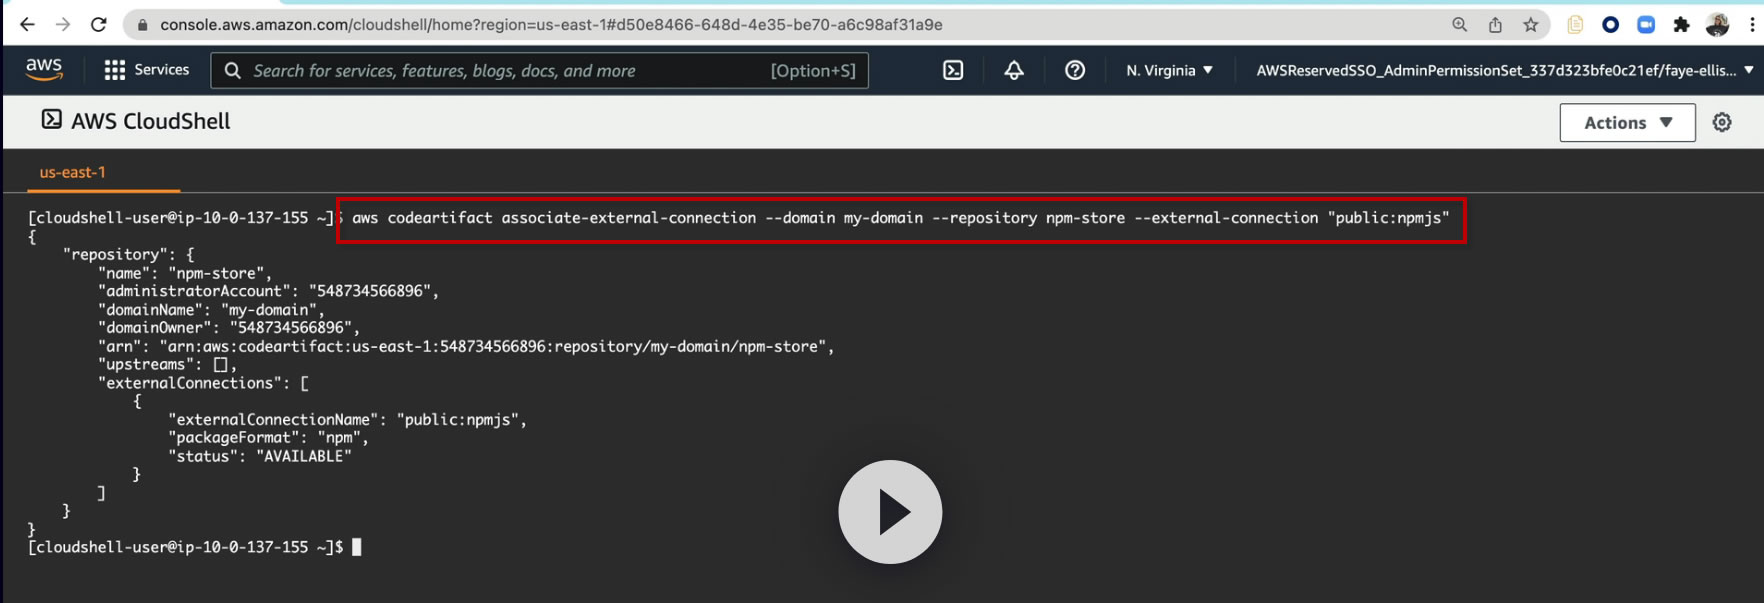 console.aws.amazon.com/cloudshell/home?region=us-east-1#d50e8466-648d-4e35-be70-a6c98af31a9e
aws Services Search for services, features, blogs, docs, and more [Option+S] N. Virginia ▼ AWSReservedSSO_AdminPermissionSet_337d323bfe0c21ef/faye-ellis... ▼
AWS CloudShell Actions ▼
us-east-1
[cloudshell-user@ip-10-0-137-155 ~]$ aws codeartifact associate-external-connection --domain my-domain --repository npm-store --external-connection "public:npmjs"
{
    "repository": {
        "name": "npm-store",
        "administratorAccount": "548734566896",
        "domainName": "my-domain",
        "domainOwner": "548734566896",
        "arn": "arn:aws:codeartifact:us-east-1:548734566896:repository/my-domain/npm-store",
        "upstreams": [],
        "externalConnections": [
            {
                "externalConnectionName": "public:npmjs",
                "packageFormat": "npm",
                "status": "AVAILABLE"
            }
        ]
    }
}
[cloudshell-user@ip-10-0-137-155 ~]$